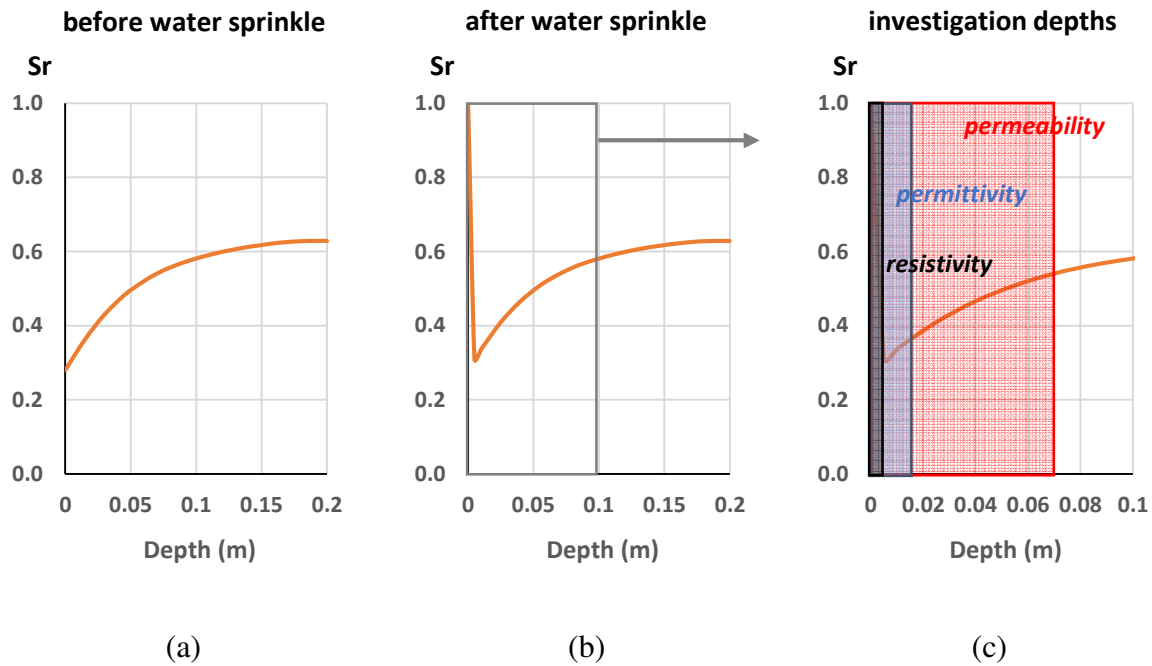 before water sprinkle
Sr
1.0
0.8
0.6
0.4
0.2
0.0
0 0.05 0.1 0.15 0.2
Depth (m)
(a)
after water sprinkle
Sr
1.0
0.8
0.6
0.4
0.2
0.0
0 0.05 0.1 0.15 0.2
Depth (m)
(b)
investigation depths
Sr
1.0
permeability
0.8
permittivity
0.6
resistivity
0.4
0.2
0.0
0 0.02 0.04 0.06 0.08 0.1
Depth (m)
(c)